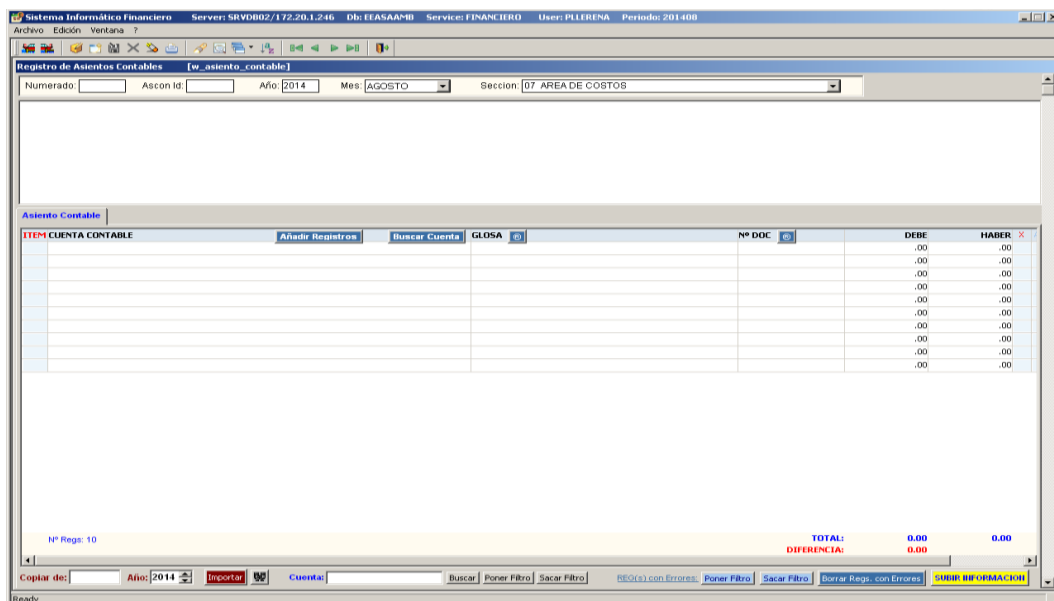 Sistema Informático Financiero Server: SRVDB02/172.20.1.246 Db: EEASAAMB Service: FINANCIERO User: PLLERENA Periodo: 201408
Archivo Edición Ventana ?
Registro de Asientos Contables [w_asiento_contable]
Numerado: Ascon Id: Año: 2014 Mes: AGOSTO Seccion: 07 AREA DE COSTOS
Asiento Contable
ITEM CUENTA CONTABLE Añadir Registros Buscar Cuenta GLOSA Nº DOC DEBE HABER X
.00 .00
.00 .00
.00 .00
.00 .00
.00 .00
.00 .00
.00 .00
.00 .00
.00 .00
.00 .00
Nº Regs: 10 TOTAL: 0.00 0.00
DIFERENCIA: 0.00
Copiar de: Año: 2014 Importar Cuenta: Buscar Poner Filtro Sacar Filtro REG(s) con Errores: Poner Filtro Sacar Filtro Borrar Regs. con Errores SUBIR INFORMACION
Ready